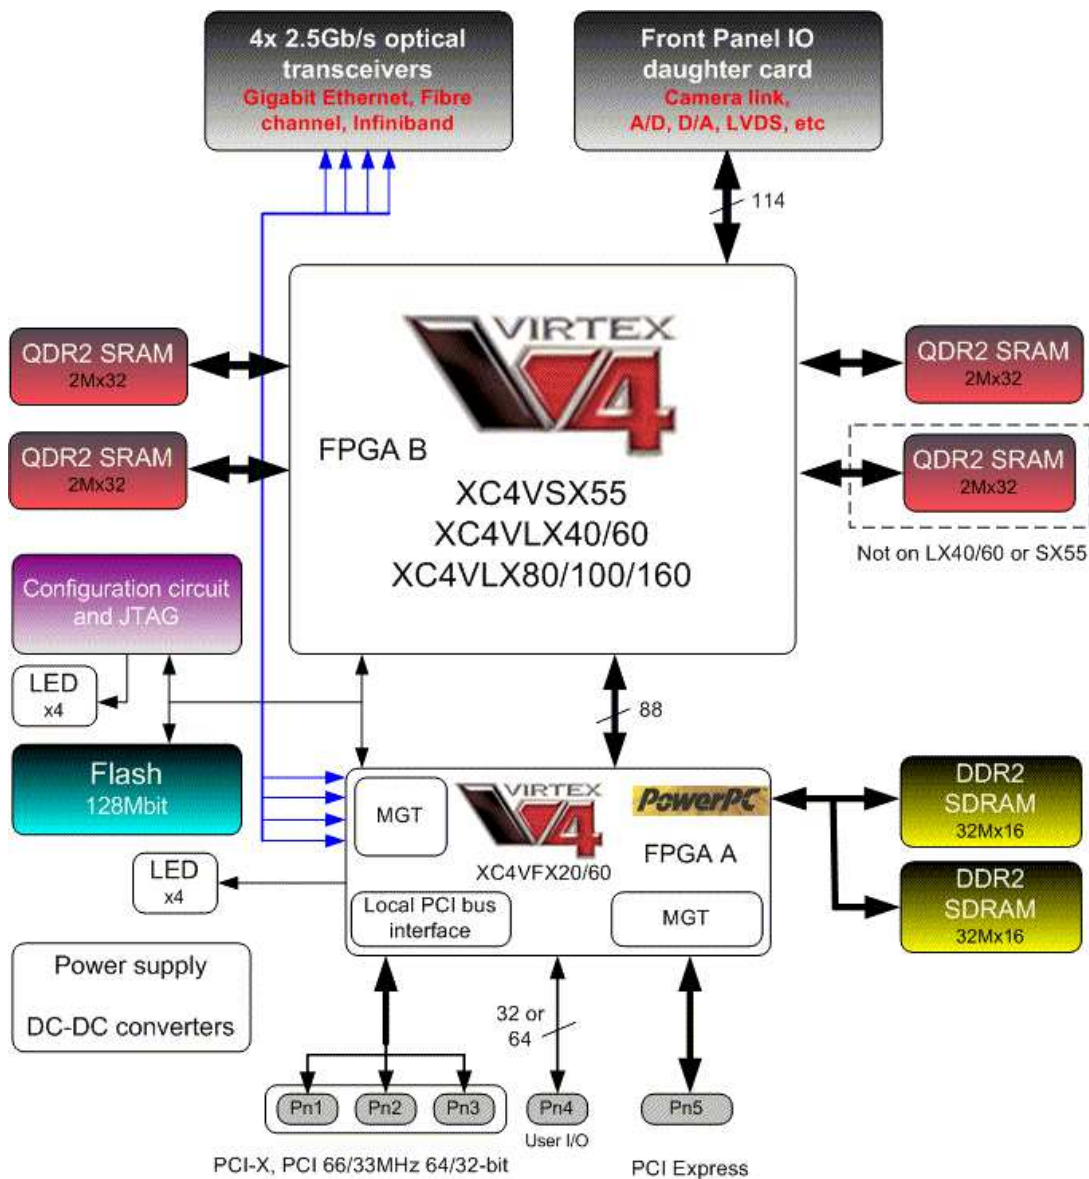 4x 2.5Gb/s optical
transceivers
Gigabit Ethernet, Fibre
channel, Infiniband
Front Panel IO
daughter card
Camera link,
A/D, D/A, LVDS, etc
114
VIRTEX
4
FPGA B
XC4VSX55
XC4VLX40/60
XC4VLX80/100/160
QDR2 SRAM
2Mx32
QDR2 SRAM
2Mx32
QDR2 SRAM
2Mx32
QDR2 SRAM
2Mx32
Not on LX40/60 or SX55
Configuration circuit
and JTAG
LED
x4
Flash
128Mbit
88
MGT
VIRTEX
4
XC4VFX20/60
PowerPC
FPGA A
Local PCI bus
interface
MGT
LED
x4
DDR2
SDRAM
32Mx16
DDR2
SDRAM
32Mx16
Power supply
DC-DC converters
32 or
64
Pn1
Pn2
Pn3
Pn4
Pn5
User I/O
PCI-X, PCI 66/33MHz 64/32-bit
PCI Express